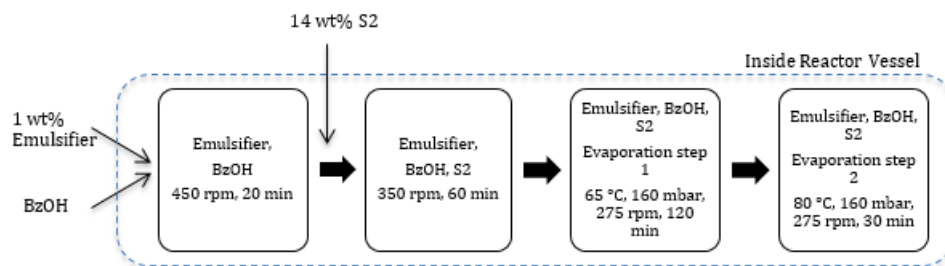 14 wt% S2
Inside Reactor Vessel
1 wt%
Emulsifier
BzOH
Emulsifier,
BzOH
450 rpm, 20 min
Emulsifier,
BzOH, S2
350 rpm, 60 min
Emulsifier, BzOH,
S2
Evaporation step
1
65 °C, 160 mbar,
275 rpm, 120
min
Emulsifier, BzOH,
S2
Evaporation step
2
80 °C, 160 mbar,
275 rpm, 30 min